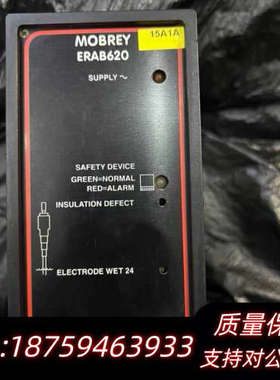 15A1A
MOBREY
ERAB620
SUPPLY ~
SAFETY DEVICE
GREEN=NORMAL
RED=ALARM
INSULATION DEFECT
ELECTRODE WET 24
质量保
:18759464393933
支持对公